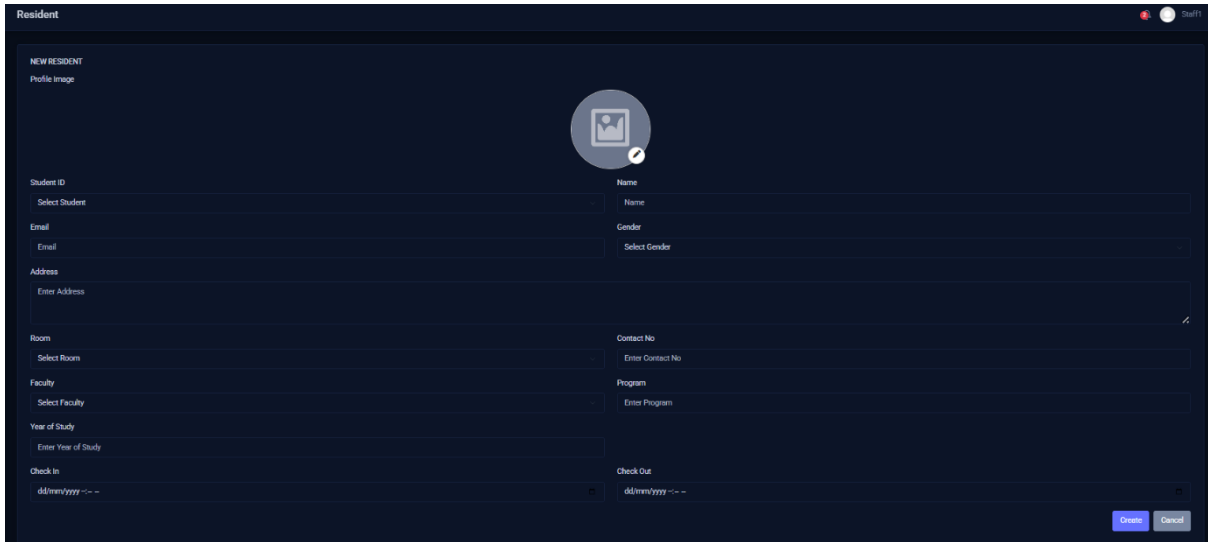 Resident
2 Staff1
NEW RESIDENT
Profile Image
Student ID Name
Select Student Name
Email Gender
Email Select Gender
Address
Enter Address
Room Contact No
Select Room Enter Contact No
Faculty Program
Select Faculty Enter Program
Year of Study
Enter Year of Study
Check In Check Out
dd/mm/yyyy --:-- -- dd/mm/yyyy --:-- --
Create Cancel